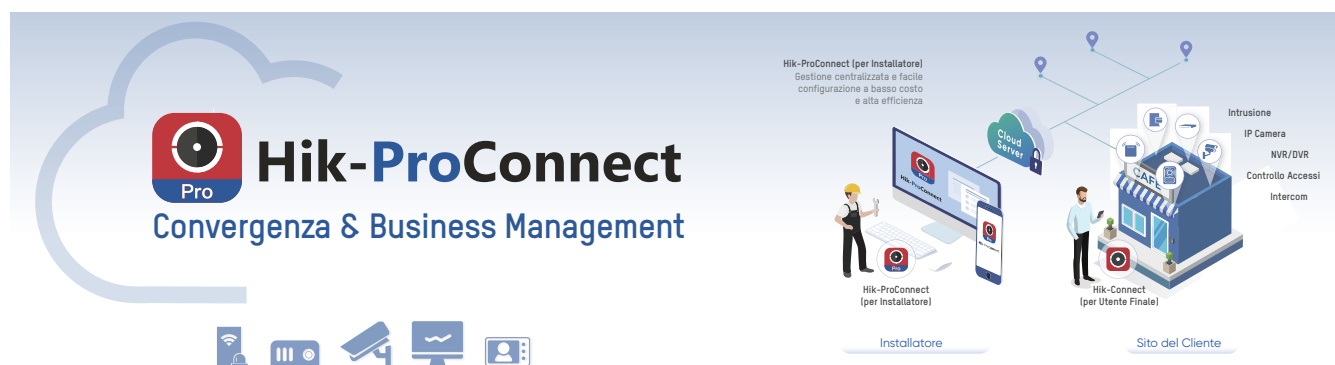 Pro
Hik-ProConnect
Convergenza & Business Management
Hik-ProConnect (per Installatore)
Gestione centralizzata e facile
configurazione a basso costo
e alta efficienza
Cloud
Server
Pro
Hik-ProConnect
CAFE
Intrusione
IP Camera
NVR/DVR
Controllo Accessi
Intercom
Pro
Hik-ProConnect
(per Installatore)
Hik-Connect
(per Utente Finale)
Installatore
Sito del Cliente